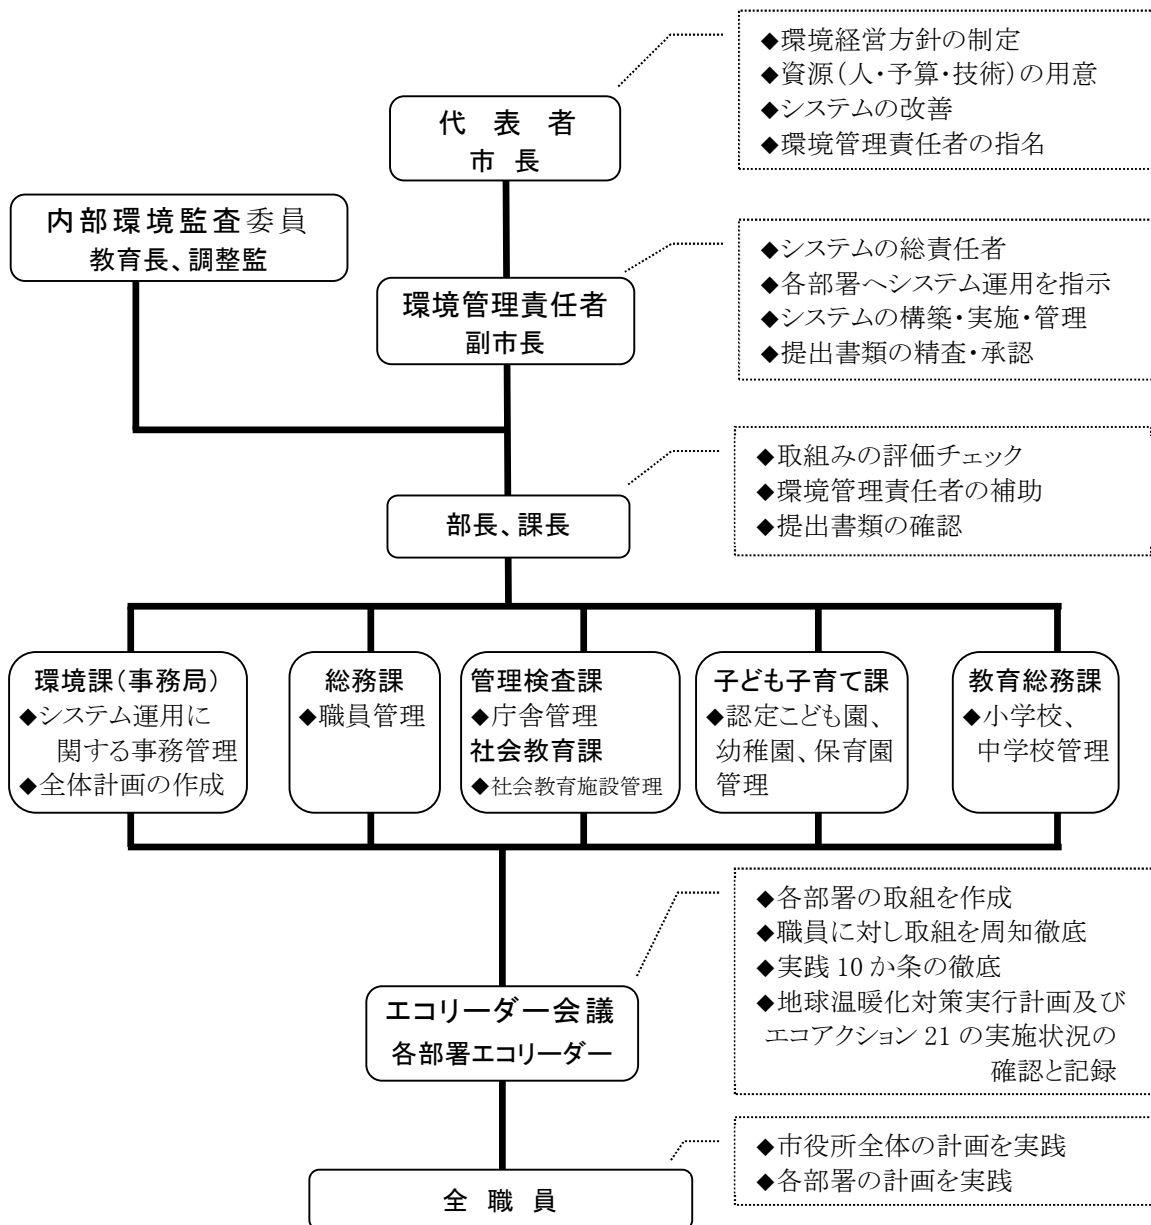 ◆環境経営方針の制定
◆資源(人・予算・技術)の用意
◆システムの改善
◆環境管理責任者の指名
代 表 者
市 長
内部環境監査委員
教育長、調整監
◆システムの総責任者
◆各部署へシステム運用を指示
◆システムの構築・実施・管理
◆提出書類の精査・承認
環境管理責任者
副市長
◆取組みの評価チェック
◆環境管理責任者の補助
◆提出書類の確認
部長、課長
環境課(事務局)
◆システム運用に
関する事務管理
◆全体計画の作成
総務課
◆職員管理
管理検査課
◆庁舎管理
社会教育課
◆社会教育施設管理
子ども子育て課
◆認定こども園、
幼稚園、保育園
管理
教育総務課
◆小学校、
中学校管理
◆各部署の取組を作成
◆職員に対し取組を周知徹底
◆実践 10 か条の徹底
◆地球温暖化対策実行計画及び
エコアクション 21 の実施状況の
確認と記録
エコリーダー会議
各部署エコリーダー
◆市役所全体の計画を実践
◆各部署の計画を実践
全 職 員